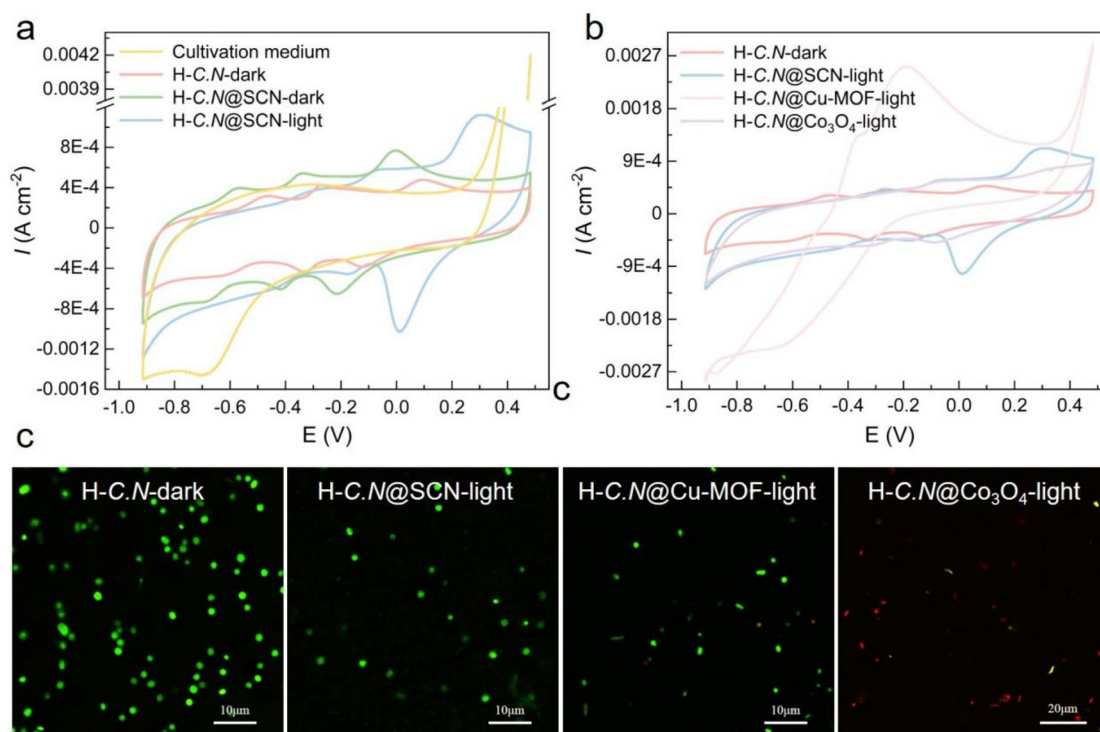 a
Cultivation medium
H-C.N-dark
H-C.N@SCN-dark
H-C.N@SCN-light
0.0042
0.0039
8E-4
4E-4
0
-4E-4
-8E-4
-0.0012
-0.0016
I (A cm⁻²)
-1.0 -0.8 -0.6 -0.4 -0.2 0.0 0.2 0.4
E (V)
b
H-C.N-dark
H-C.N@SCN-light
H-C.N@Cu-MOF-light
H-C.N@Co₃O₄-light
0.0027
0.0018
9E-4
0
-9E-4
-0.0018
-0.0027
I (A cm⁻²)
-1.0 -0.8 -0.6 -0.4 -0.2 0.0 0.2 0.4
E (V)
c
c
H-C.N-dark
10μm
H-C.N@SCN-light
10μm
H-C.N@Cu-MOF-light
10μm
H-C.N@Co₃O₄-light
20μm